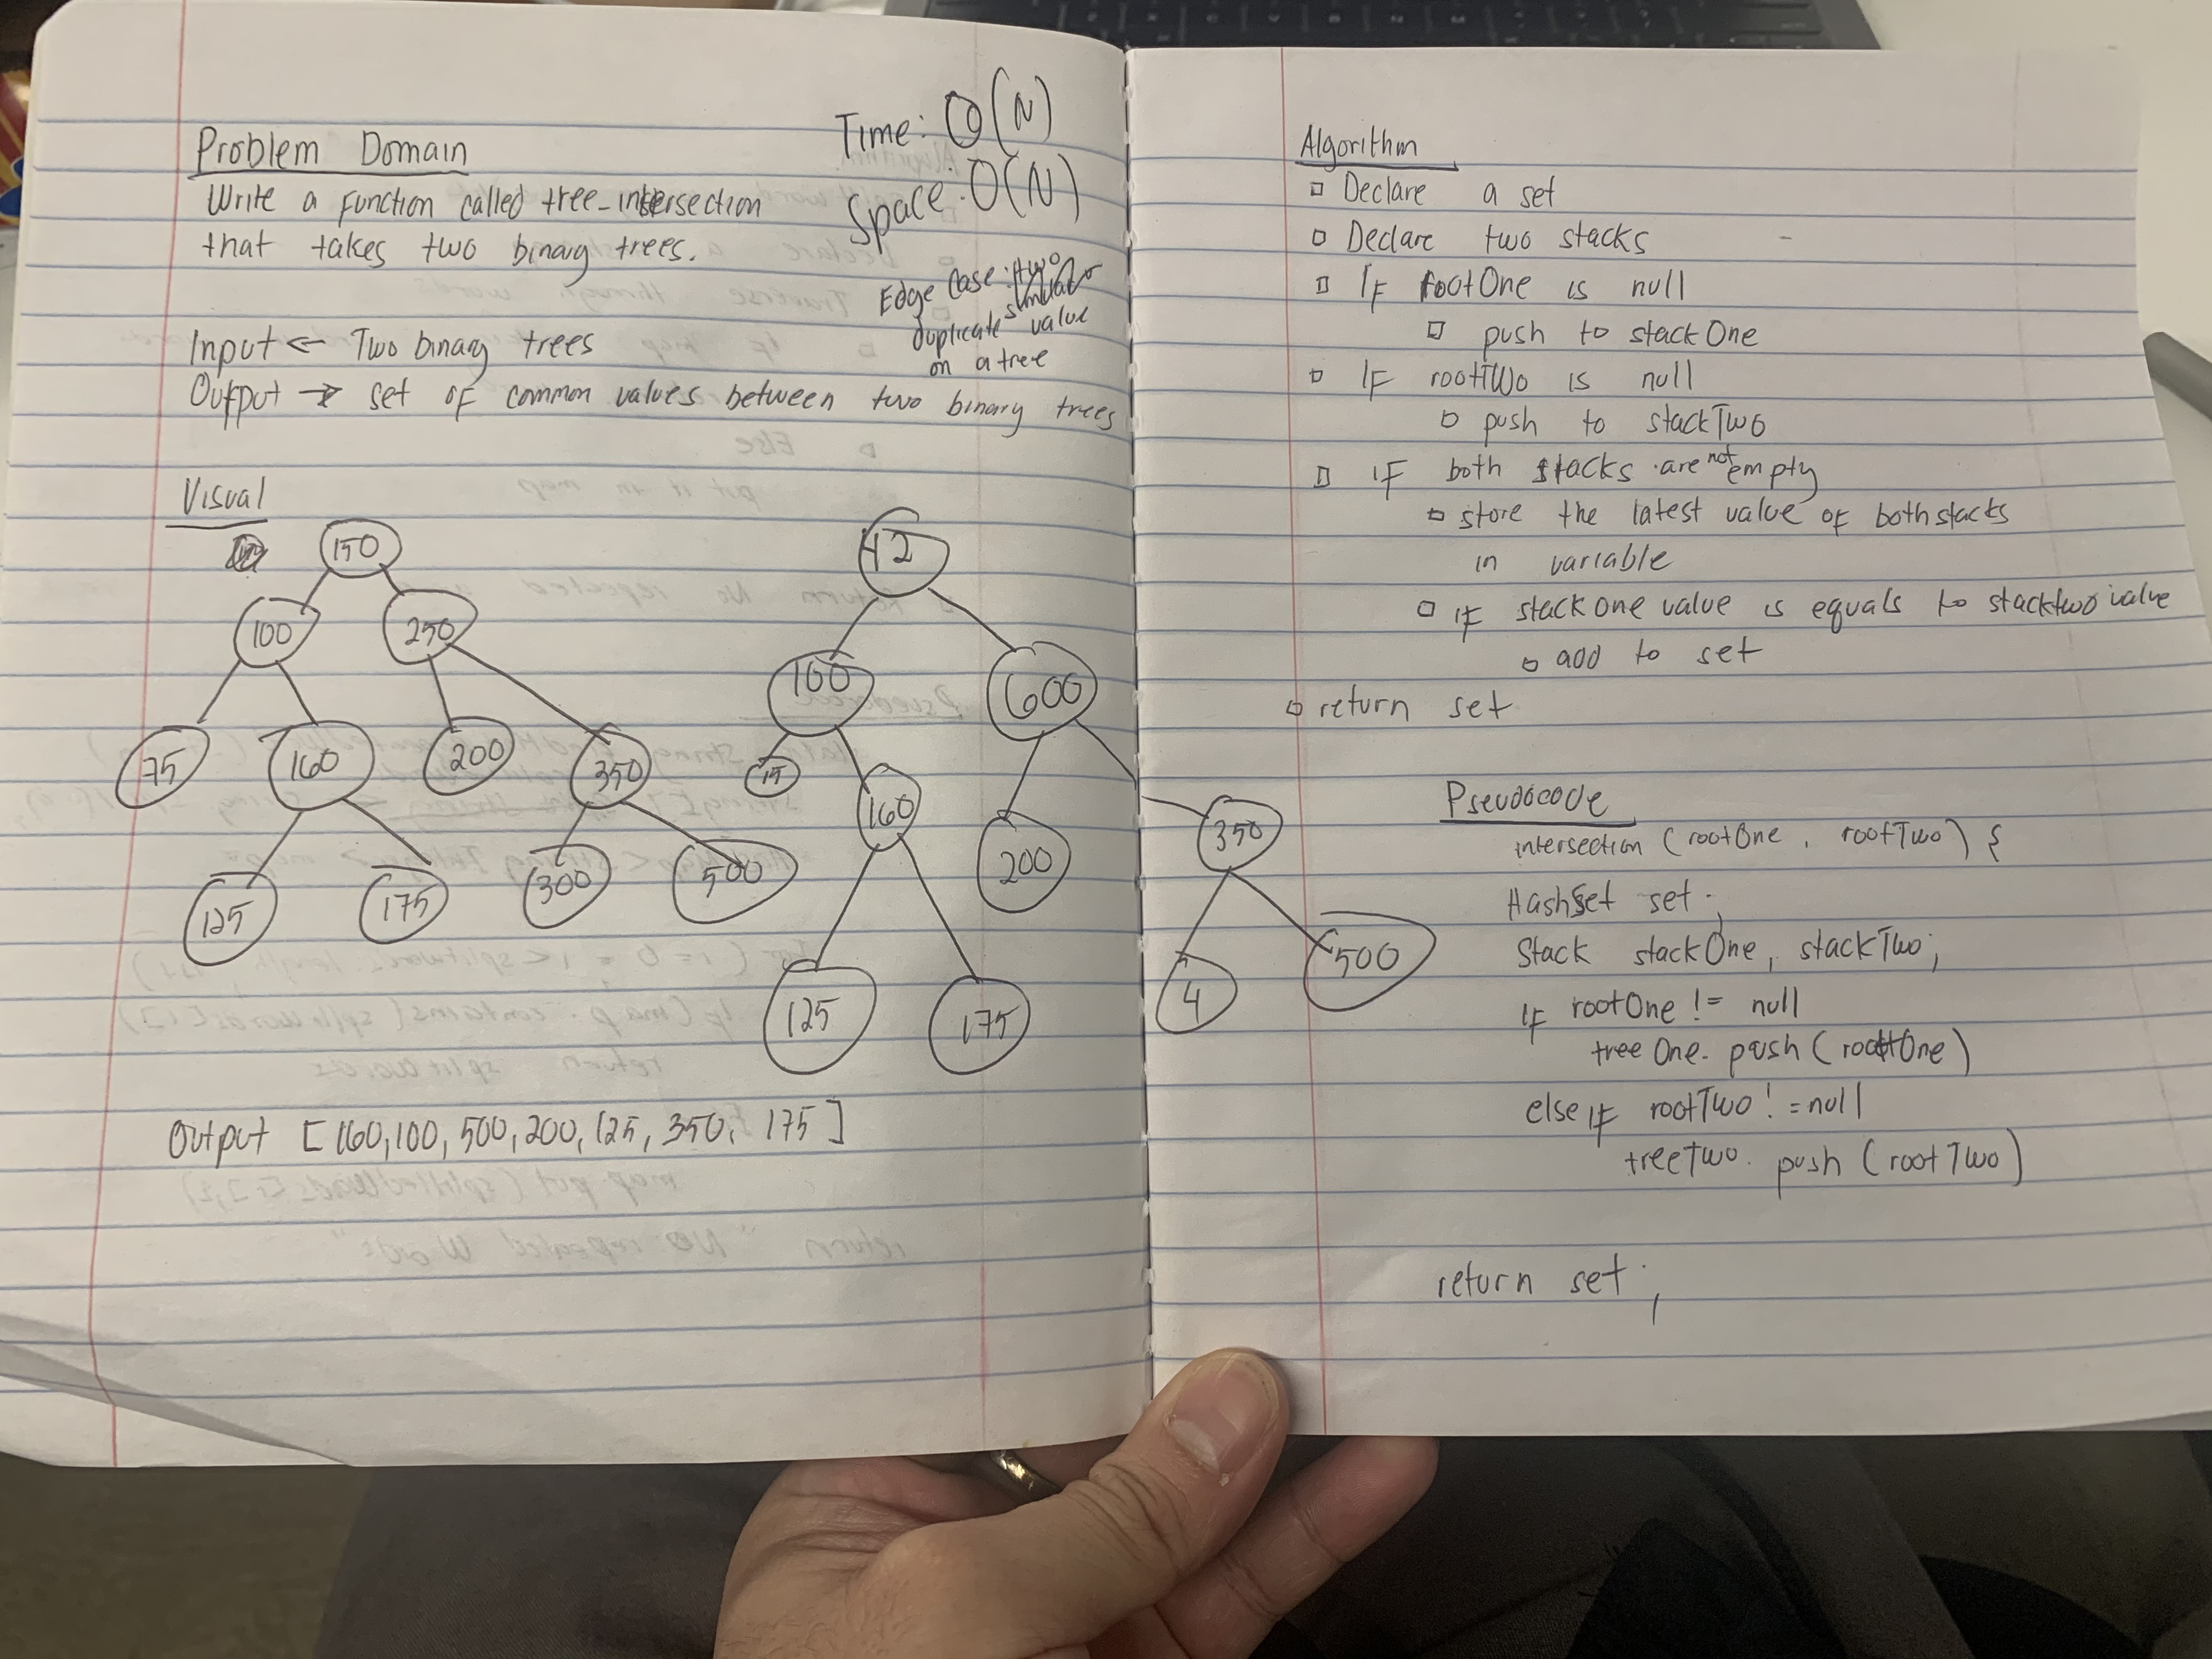 Problem Domain
Write a function called tree-intersection
that takes two binary trees.
Time: O(N)
Space: O(N)
Edge Case: two
similar
duplicate value
on a tree
Input ← Two binary trees
Output → set of common values between two binary trees
Visual
150
100 250
75 160 200 350
125 175 300 500
42
100 600
15 160 200 350
125 175 4 500
Output [160,100,500,200,125,350,175]
Algorithm
Declare a set
Declare two stacks
If rootOne is null
push to stackOne
If rootTwo is null
push to stackTwo
if both stacks are not empty
store the latest value of both stacks
in variable
if stack one value is equals to stacktwo value
add to set
return set
Pseudocode
intersection (rootOne, rootTwo) {
HashSet set;
Stack stackOne, stackTwo;
If rootOne != null
treeOne. push (rootOne)
else If rootTwo != null
treeTwo. push (rootTwo)
return set;